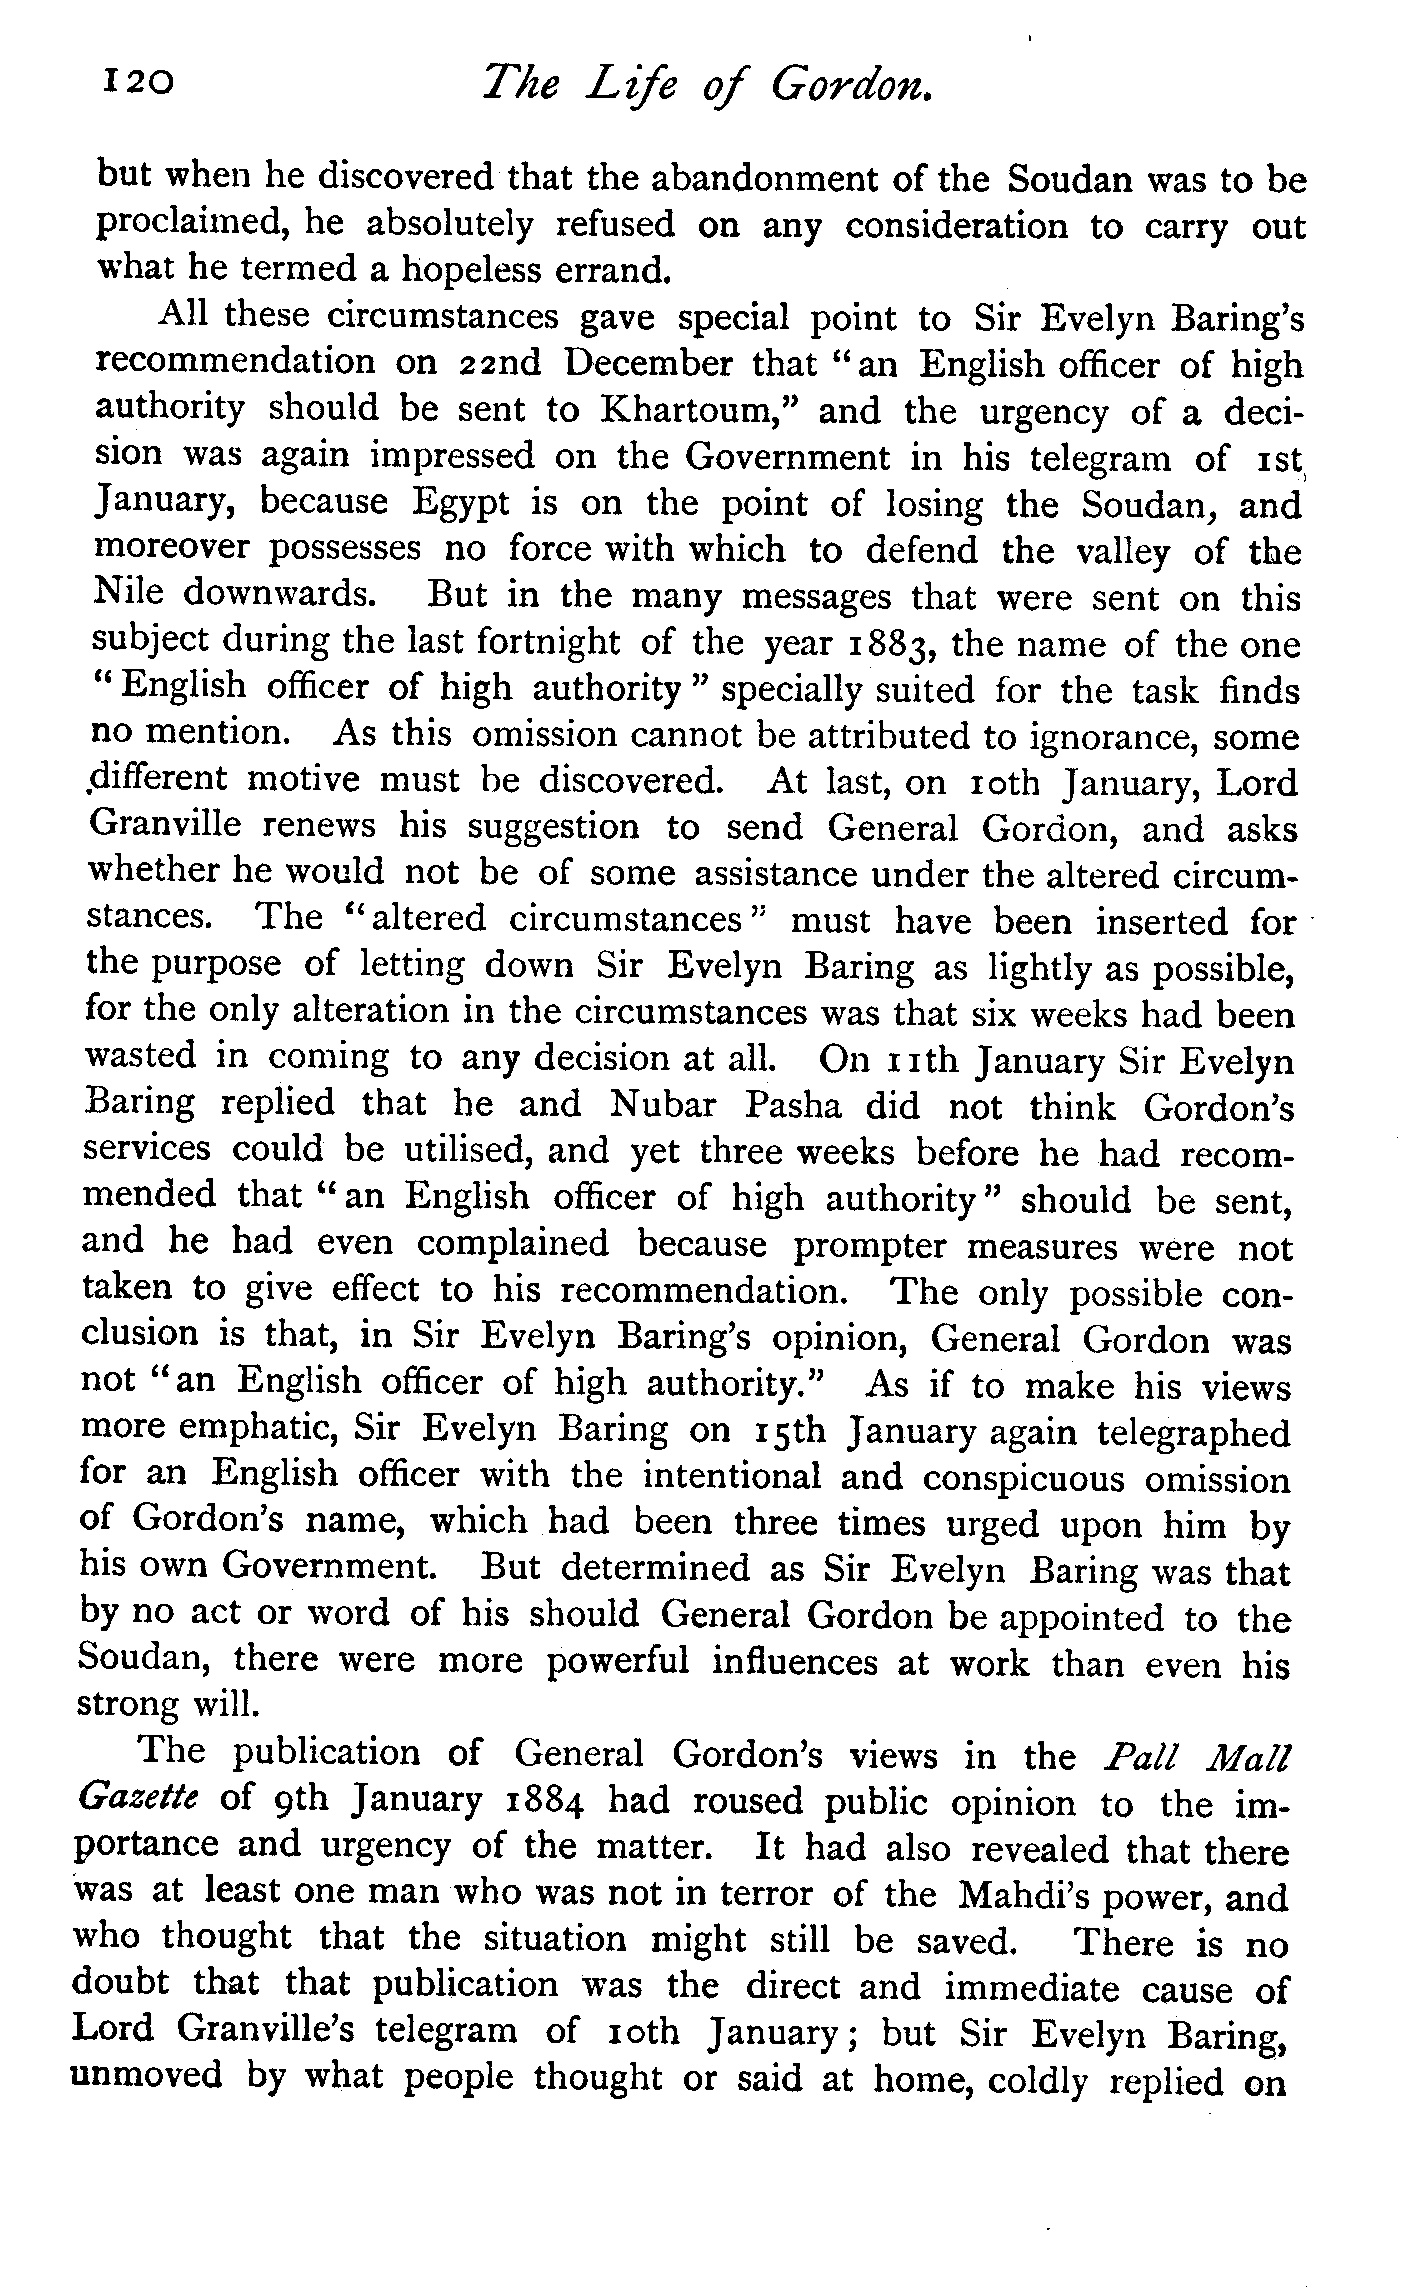 120 The Life of Gordon.
but when he discovered that the abandonment of the Soudan was to be
proclaimed, he absolutely refused on any consideration to carry out
what he termed a hopeless errand.
All these circumstances gave special point to Sir Evelyn Baring's
recommendation on 22nd December that "an English officer of high
authority should be sent to Khartoum," and the urgency of a deci-
sion was again impressed on the Government in his telegram of 1st
January, because Egypt is on the point of losing the Soudan, and
moreover possesses no force with which to defend the valley of the
Nile downwards. But in the many messages that were sent on this
subject during the last fortnight of the year 1883, the name of the one
"English officer of high authority" specially suited for the task finds
no mention. As this omission cannot be attributed to ignorance, some
different motive must be discovered. At last, on 10th January, Lord
Granville renews his suggestion to send General Gordon, and asks
whether he would not be of some assistance under the altered circum-
stances. The "altered circumstances" must have been inserted for
the purpose of letting down Sir Evelyn Baring as lightly as possible,
for the only alteration in the circumstances was that six weeks had been
wasted in coming to any decision at all. On 11th January Sir Evelyn
Baring replied that he and Nubar Pasha did not think Gordon's
services could be utilised, and yet three weeks before he had recom-
mended that "an English officer of high authority" should be sent,
and he had even complained because prompter measures were not
taken to give effect to his recommendation. The only possible con-
clusion is that, in Sir Evelyn Baring's opinion, General Gordon was
not "an English officer of high authority." As if to make his views
more emphatic, Sir Evelyn Baring on 15th January again telegraphed
for an English officer with the intentional and conspicuous omission
of Gordon's name, which had been three times urged upon him by
his own Government. But determined as Sir Evelyn Baring was that
by no act or word of his should General Gordon be appointed to the
Soudan, there were more powerful influences at work than even his
strong will.
The publication of General Gordon's views in the Pall Mall
Gazette of 9th January 1884 had roused public opinion to the im-
portance and urgency of the matter. It had also revealed that there
was at least one man who was not in terror of the Mahdi's power, and
who thought that the situation might still be saved. There is no
doubt that that publication was the direct and immediate cause of
Lord Granville's telegram of 10th January; but Sir Evelyn Baring,
unmoved by what people thought or said at home, coldly replied on